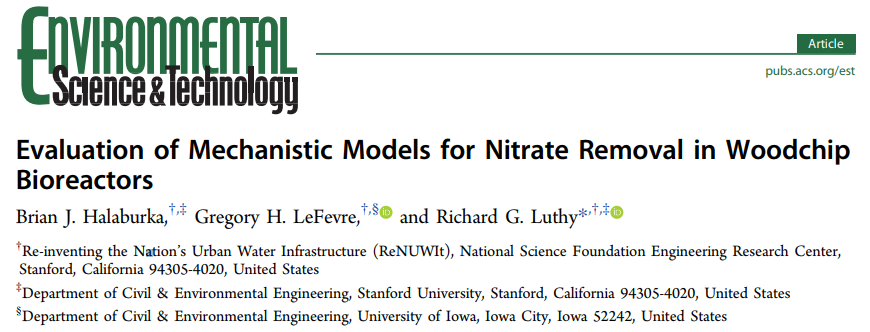 ENVIRONMENTAL
Science & Technology
Article
pubs.acs.org/est
Evaluation of Mechanistic Models for Nitrate Removal in Woodchip
Bioreactors
Brian J. Halaburka,†,‡ Gregory H. LeFevre,†,§ iD and Richard G. Luthy*,†,‡ iD
†Re-inventing the Nation’s Urban Water Infrastructure (ReNUWIt), National Science Foundation Engineering Research Center,
Stanford, California 94305-4020, United States
‡Department of Civil & Environmental Engineering, Stanford University, Stanford, California 94305-4020, United States
§Department of Civil & Environmental Engineering, University of Iowa, Iowa City, Iowa 52242, United States